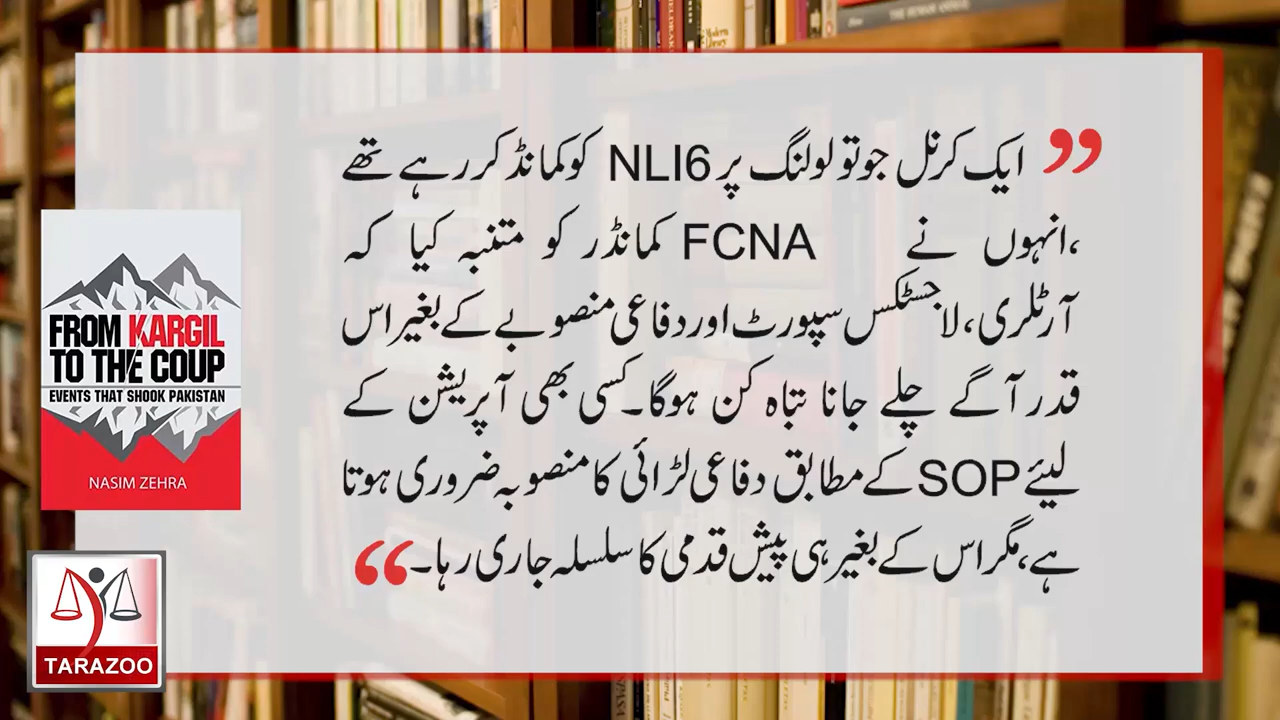 ”ایک کرنل جو تولولنگ پر NLI6 کو کمانڈ کر رہے تھے
،انہوں نے FCNA کمانڈر کو متنبہ کیا کہ
آرٹلری، لاجسٹکس سپورٹ اور دفاعی منصوبے کے بغیر اس
قدر آگے چلے جانا تباہ کن ہوگا۔ کسی بھی آپریشن کے
لیئے SOP کے مطابق دفاعی لڑائی کا منصوبہ ضروری ہوتا
ہے، مگر اس کے بغیر ہی پیش قدمی کا سلسلہ جاری رہا۔“
FROM KARGIL
TO THE COUP
EVENTS THAT SHOOK PAKISTAN
NASIM ZEHRA
TARAZOO